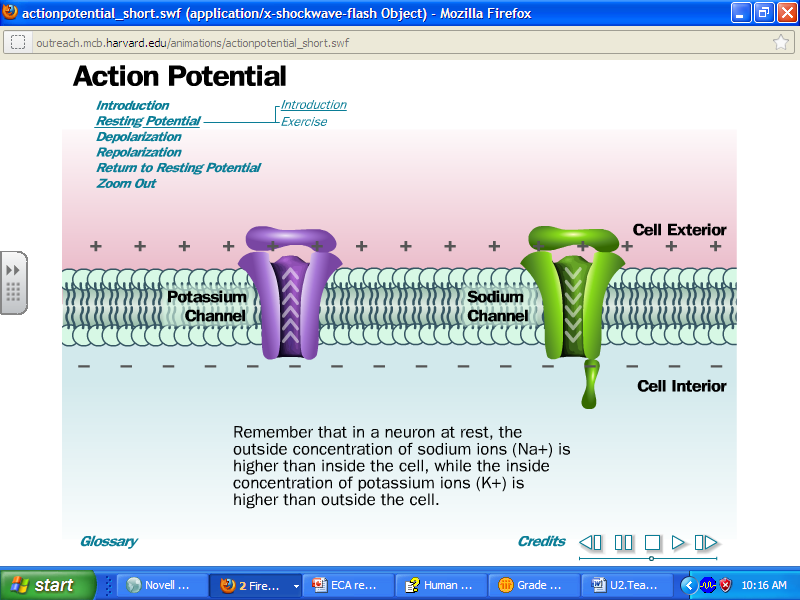 actionpotential_short.swf (application/x-shockwave-flash Object) - Mozilla Firefox
outreach.mcb.harvard.edu/animations/actionpotential_short.swf
Action Potential
Introduction
Resting Potential
Introduction
Exercise
Depolarization
Repolarization
Return to Resting Potential
Zoom Out
Cell Exterior
+ + + + + + + + + + + + + + +
Potassium
Channel
Sodium
Channel
− − − − − − − − − − − − − − − −
Cell Interior
Remember that in a neuron at rest, the
outside concentration of sodium ions (Na+) is
higher than inside the cell, while the inside
concentration of potassium ions (K+) is
higher than outside the cell.
Glossary
Credits
start
Novell ...
2 Fire...
ECA re...
Human ...
Grade ...
U2.Tea...
10:16 AM